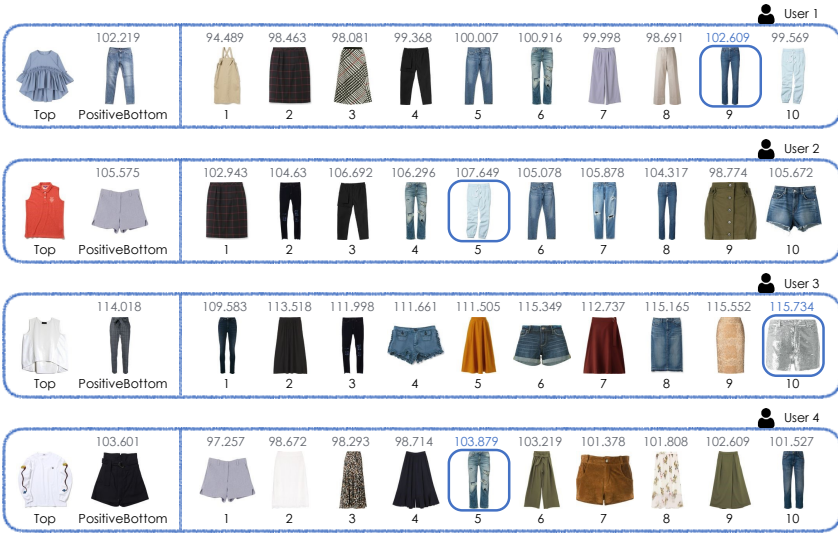 User 1
102.219 94.489 98.463 98.081 99.368 100.007 100.916 99.998 98.691 102.609 99.569
Top PositiveBottom 1 2 3 4 5 6 7 8 9 10
User 2
105.575 102.943 104.63 106.692 106.296 107.649 105.078 105.878 104.317 98.774 105.672
Top PositiveBottom 1 2 3 4 5 6 7 8 9 10
User 3
114.018 109.583 113.518 111.998 111.661 111.505 115.349 112.737 115.165 115.552 115.734
Top PositiveBottom 1 2 3 4 5 6 7 8 9 10
User 4
103.601 97.257 98.672 98.293 98.714 103.879 103.219 101.378 101.808 102.609 101.527
Top PositiveBottom 1 2 3 4 5 6 7 8 9 10